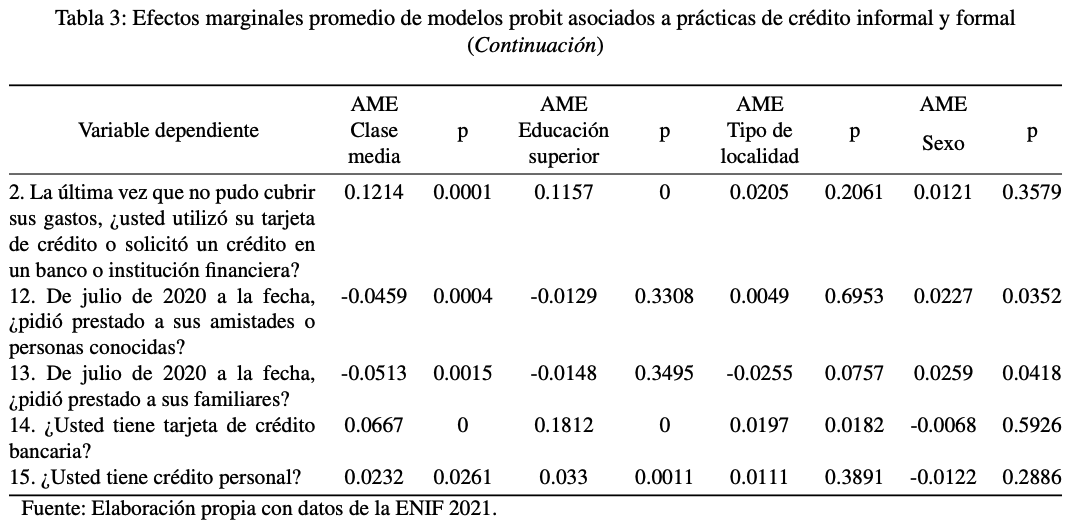 Tabla 3: Efectos marginales promedio de modelos probit asociados a prácticas de crédito informal y formal
(Continuación)
AME AME AME AME
Variable dependiente Clase p Educación p Tipo de p Sexo p
media superior localidad
2. La última vez que no pudo cubrir 0.1214 0.0001 0.1157 0 0.0205 0.2061 0.0121 0.3579
sus gastos, ¿usted utilizó su tarjeta
de crédito o solicitó un crédito en
un banco o institución financiera?
12. De julio de 2020 a la fecha, -0.0459 0.0004 -0.0129 0.3308 0.0049 0.6953 0.0227 0.0352
¿pidió prestado a sus amistades o
personas conocidas?
13. De julio de 2020 a la fecha, -0.0513 0.0015 -0.0148 0.3495 -0.0255 0.0757 0.0259 0.0418
¿pidió prestado a sus familiares?
14. ¿Usted tiene tarjeta de crédito 0.0667 0 0.1812 0 0.0197 0.0182 -0.0068 0.5926
bancaria?
15. ¿Usted tiene crédito personal? 0.0232 0.0261 0.033 0.0011 0.0111 0.3891 -0.0122 0.2886
Fuente: Elaboración propia con datos de la ENIF 2021.